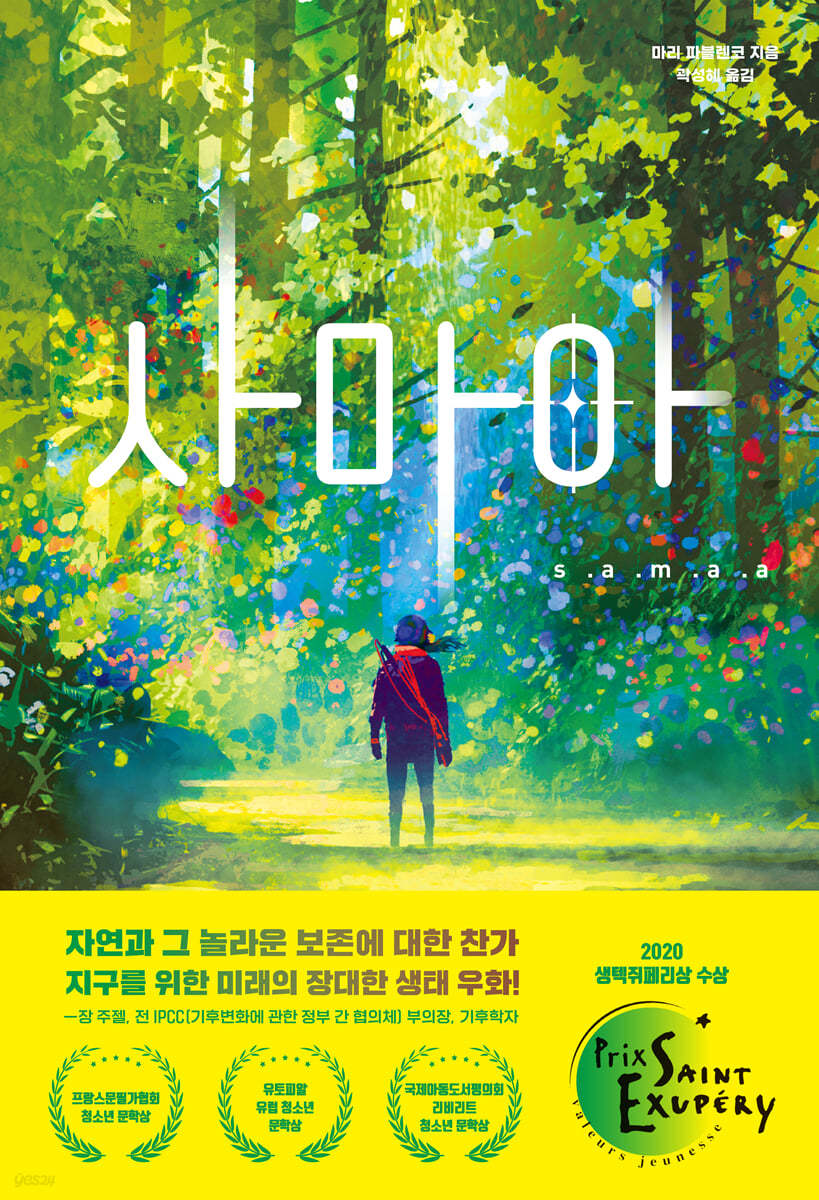 마리 파블렌코 지음
곽성혜 옮김
사마아
s.a.m.a.a
자연과 그 놀라운 보존에 대한 찬가
지구를 위한 미래의 장대한 생태 우화!
—장 주젤, 전 IPCC(기후변화에 관한 정부 간 협의체) 부의장, 기후학자
프랑스문필가협회
청소년 문학상
유토피알
유럽 청소년
문학상
국제아동도서평의회
리비리트
청소년 문학상
2020
생텍쥐페리상 수상
Prix SAINT
EXUPÉRY
valeurs jeunesse
yes24